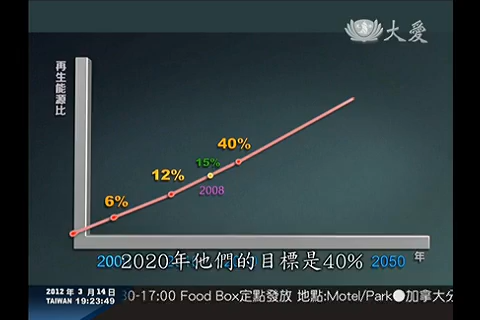 大愛
再生能源比
40%
15%
12%
2008
6%
200
2050 年
2020年他們的目標是40%
2012年 3月14日
TAIWAN 19:23:49
30-17:00 Food Box定點發放 地點:Motel/Park●加拿大分